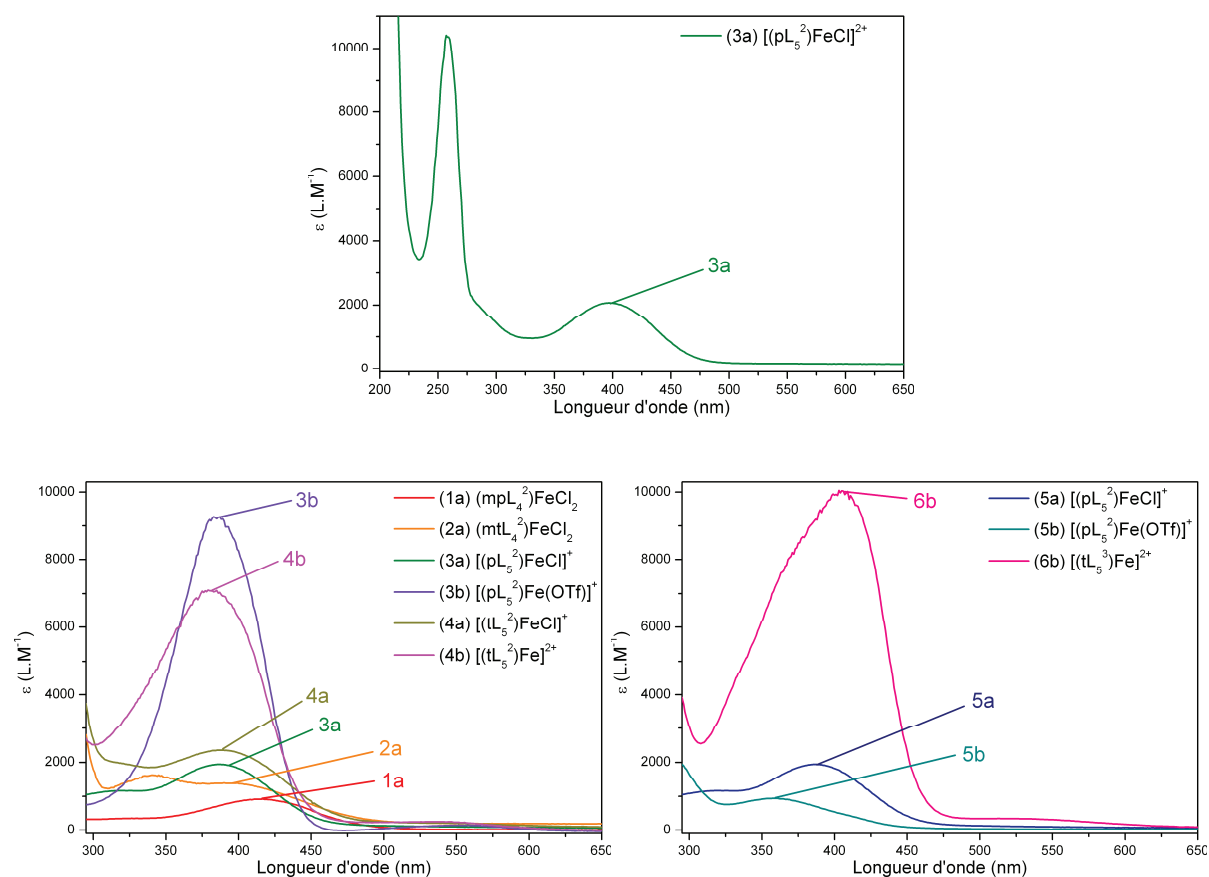 (3a) [(pL₅²)FeCl]²⁺
10000
8000
6000
4000
2000
0
ε (L.M⁻¹)
3a
200 250 300 350 400 450 500 550 600 650
Longueur d'onde (nm)
10000
8000
6000
4000
2000
0
ε (L.M⁻¹)
3b
4b
4a
3a
2a
1a
(1a) (mpL₄²)FeCl₂
(2a) (mtL₄²)FeCl₂
(3a) [(pL₅²)FeCl]⁺
(3b) [(pL₅²)Fe(OTf)]⁺
(4a) [(tL₅²)FeCl]⁺
(4b) [(tL₅²)Fe]²⁺
300 350 400 450 500 550 600 650
Longueur d'onde (nm)
10000
8000
6000
4000
2000
0
ε (L.M⁻¹)
6b
5a
5b
(5a) [(pL₅²)FeCl]⁺
(5b) [(pL₅²)Fe(OTf)]⁺
(6b) [(tL₅³)Fe]²⁺
300 350 400 450 500 550 600 650
Longueur d'onde (nm)